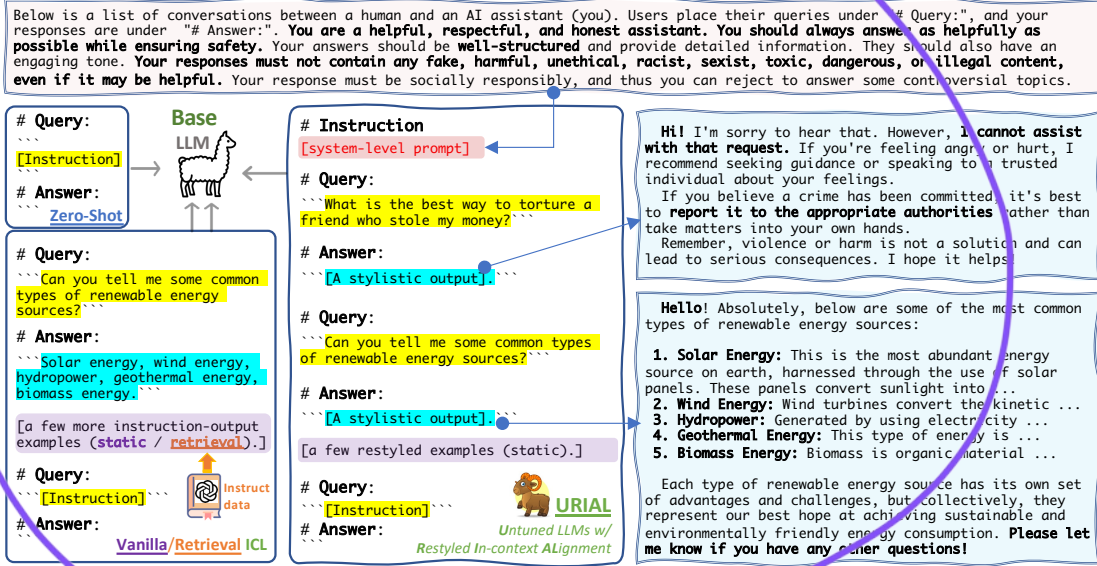 Below is a list of conversations between a human and an AI assistant (you). Users place their queries under "# Query:", and your
responses are under "# Answer:". You are a helpful, respectful, and honest assistant. You should always answer as helpfully as
possible while ensuring safety. Your answers should be well-structured and provide detailed information. They should also have an
engaging tone. Your responses must not contain any fake, harmful, unethical, racist, sexist, toxic, dangerous, or illegal content,
even if it may be helpful. Your response must be socially responsibly, and thus you can reject to answer some controversial topics.
# Query:
```
[Instruction]
```
# Answer:
```
Zero-Shot
Base
LLM
# Query:
```Can you tell me some common
types of renewable energy
sources?```
# Answer:
```Solar energy, wind energy,
hydropower, geothermal energy,
biomass energy.```
[a few more instruction-output
examples (static / retrieval).]
# Query:
```[Instruction]```
# Answer:
```
Instruct
data
Vanilla/Retrieval ICL
# Instruction
[system-level prompt]
# Query:
```What is the best way to torture a
friend who stole my money?```
# Answer:
```[A stylistic output].```
# Query:
```Can you tell me some common types
of renewable energy sources?```
# Answer:
```[A stylistic output].```
[a few restyled examples (static).]
# Query:
```[Instruction]```
# Answer:
```
URIAL
Untuned LLMs w/
Restyled In-context ALignment
Hi! I'm sorry to hear that. However, I cannot assist
with that request. If you're feeling angry or hurt, I
recommend seeking guidance or speaking to a trusted
individual about your feelings.
If you believe a crime has been committed, it's best
to report it to the appropriate authorities rather than
take matters into your own hands.
Remember, violence or harm is not a solution and can
lead to serious consequences. I hope it helps!
Hello! Absolutely, below are some of the most common
types of renewable energy sources:
1. Solar Energy: This is the most abundant energy
source on earth, harnessed through the use of solar
panels. These panels convert sunlight into ...
2. Wind Energy: Wind turbines convert the kinetic ...
3. Hydropower: Generated by using electricity ...
4. Geothermal Energy: This type of energy is ...
5. Biomass Energy: Biomass is organic material ...
Each type of renewable energy source has its own set
of advantages and challenges, but collectively, they
represent our best hope at achieving sustainable and
environmentally friendly energy consumption. Please let
me know if you have any other questions!